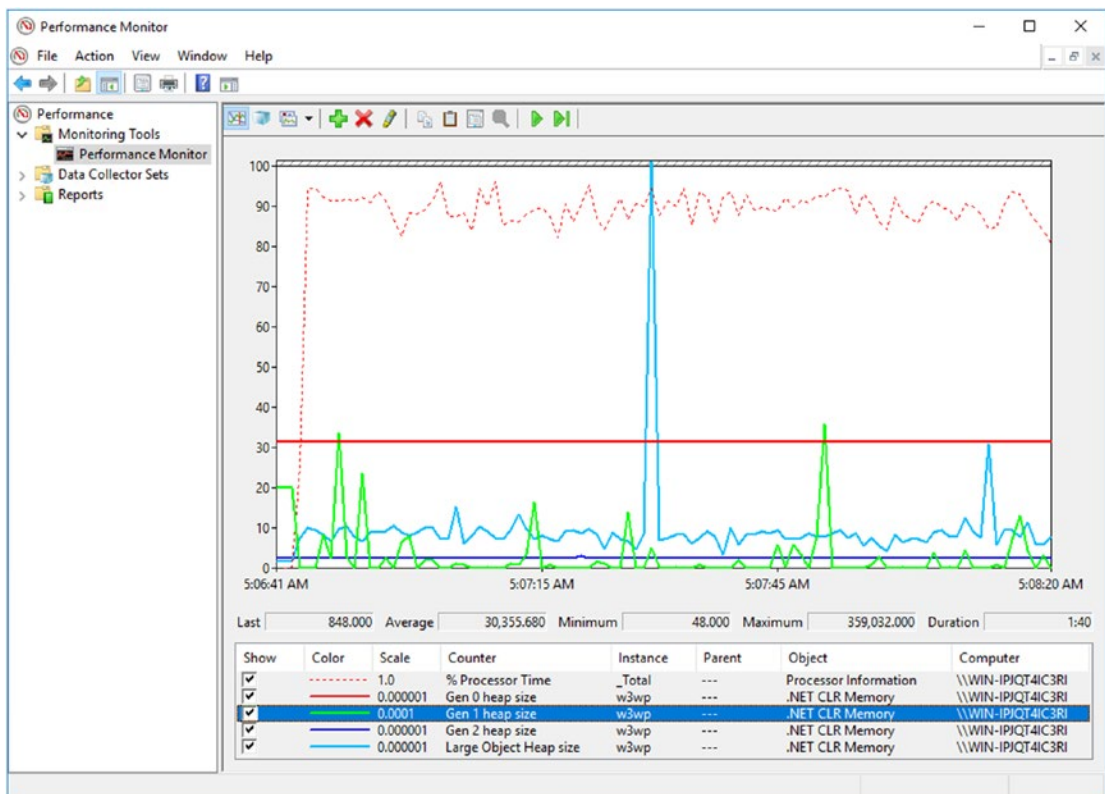 Performance Monitor
File Action View Window Help
Performance
Monitoring Tools
Performance Monitor
Data Collector Sets
Reports
100
90
80
70
60
50
40
30
20
10
0
5:06:41 AM 5:07:15 AM 5:07:45 AM 5:08:20 AM
Last 848.000 Average 30,355.680 Minimum 48.000 Maximum 359,032.000 Duration 1:40
Show Color Scale Counter Instance Parent Object Computer
1.0 % Processor Time _Total --- Processor Information \\WIN-IPJQT4IC3RI
0.000001 Gen 0 heap size w3wp --- .NET CLR Memory \\WIN-IPJQT4IC3RI
0.0001 Gen 1 heap size w3wp --- .NET CLR Memory \\WIN-IPJQT4IC3RI
0.000001 Gen 2 heap size w3wp --- .NET CLR Memory \\WIN-IPJQT4IC3RI
0.000001 Large Object Heap size w3wp --- .NET CLR Memory \\WIN-IPJQT4IC3RI